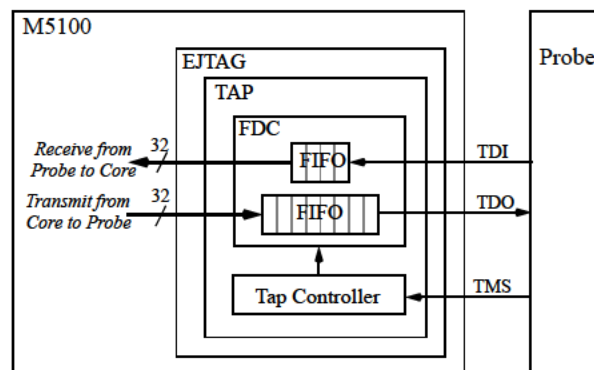 M5100
EJTAG
Probe
TAP
FDC
Receive from
Probe to Core
32
FIFO
TDI
Transmit from
Core to Probe
32
FIFO
TDO
Tap Controller
TMS